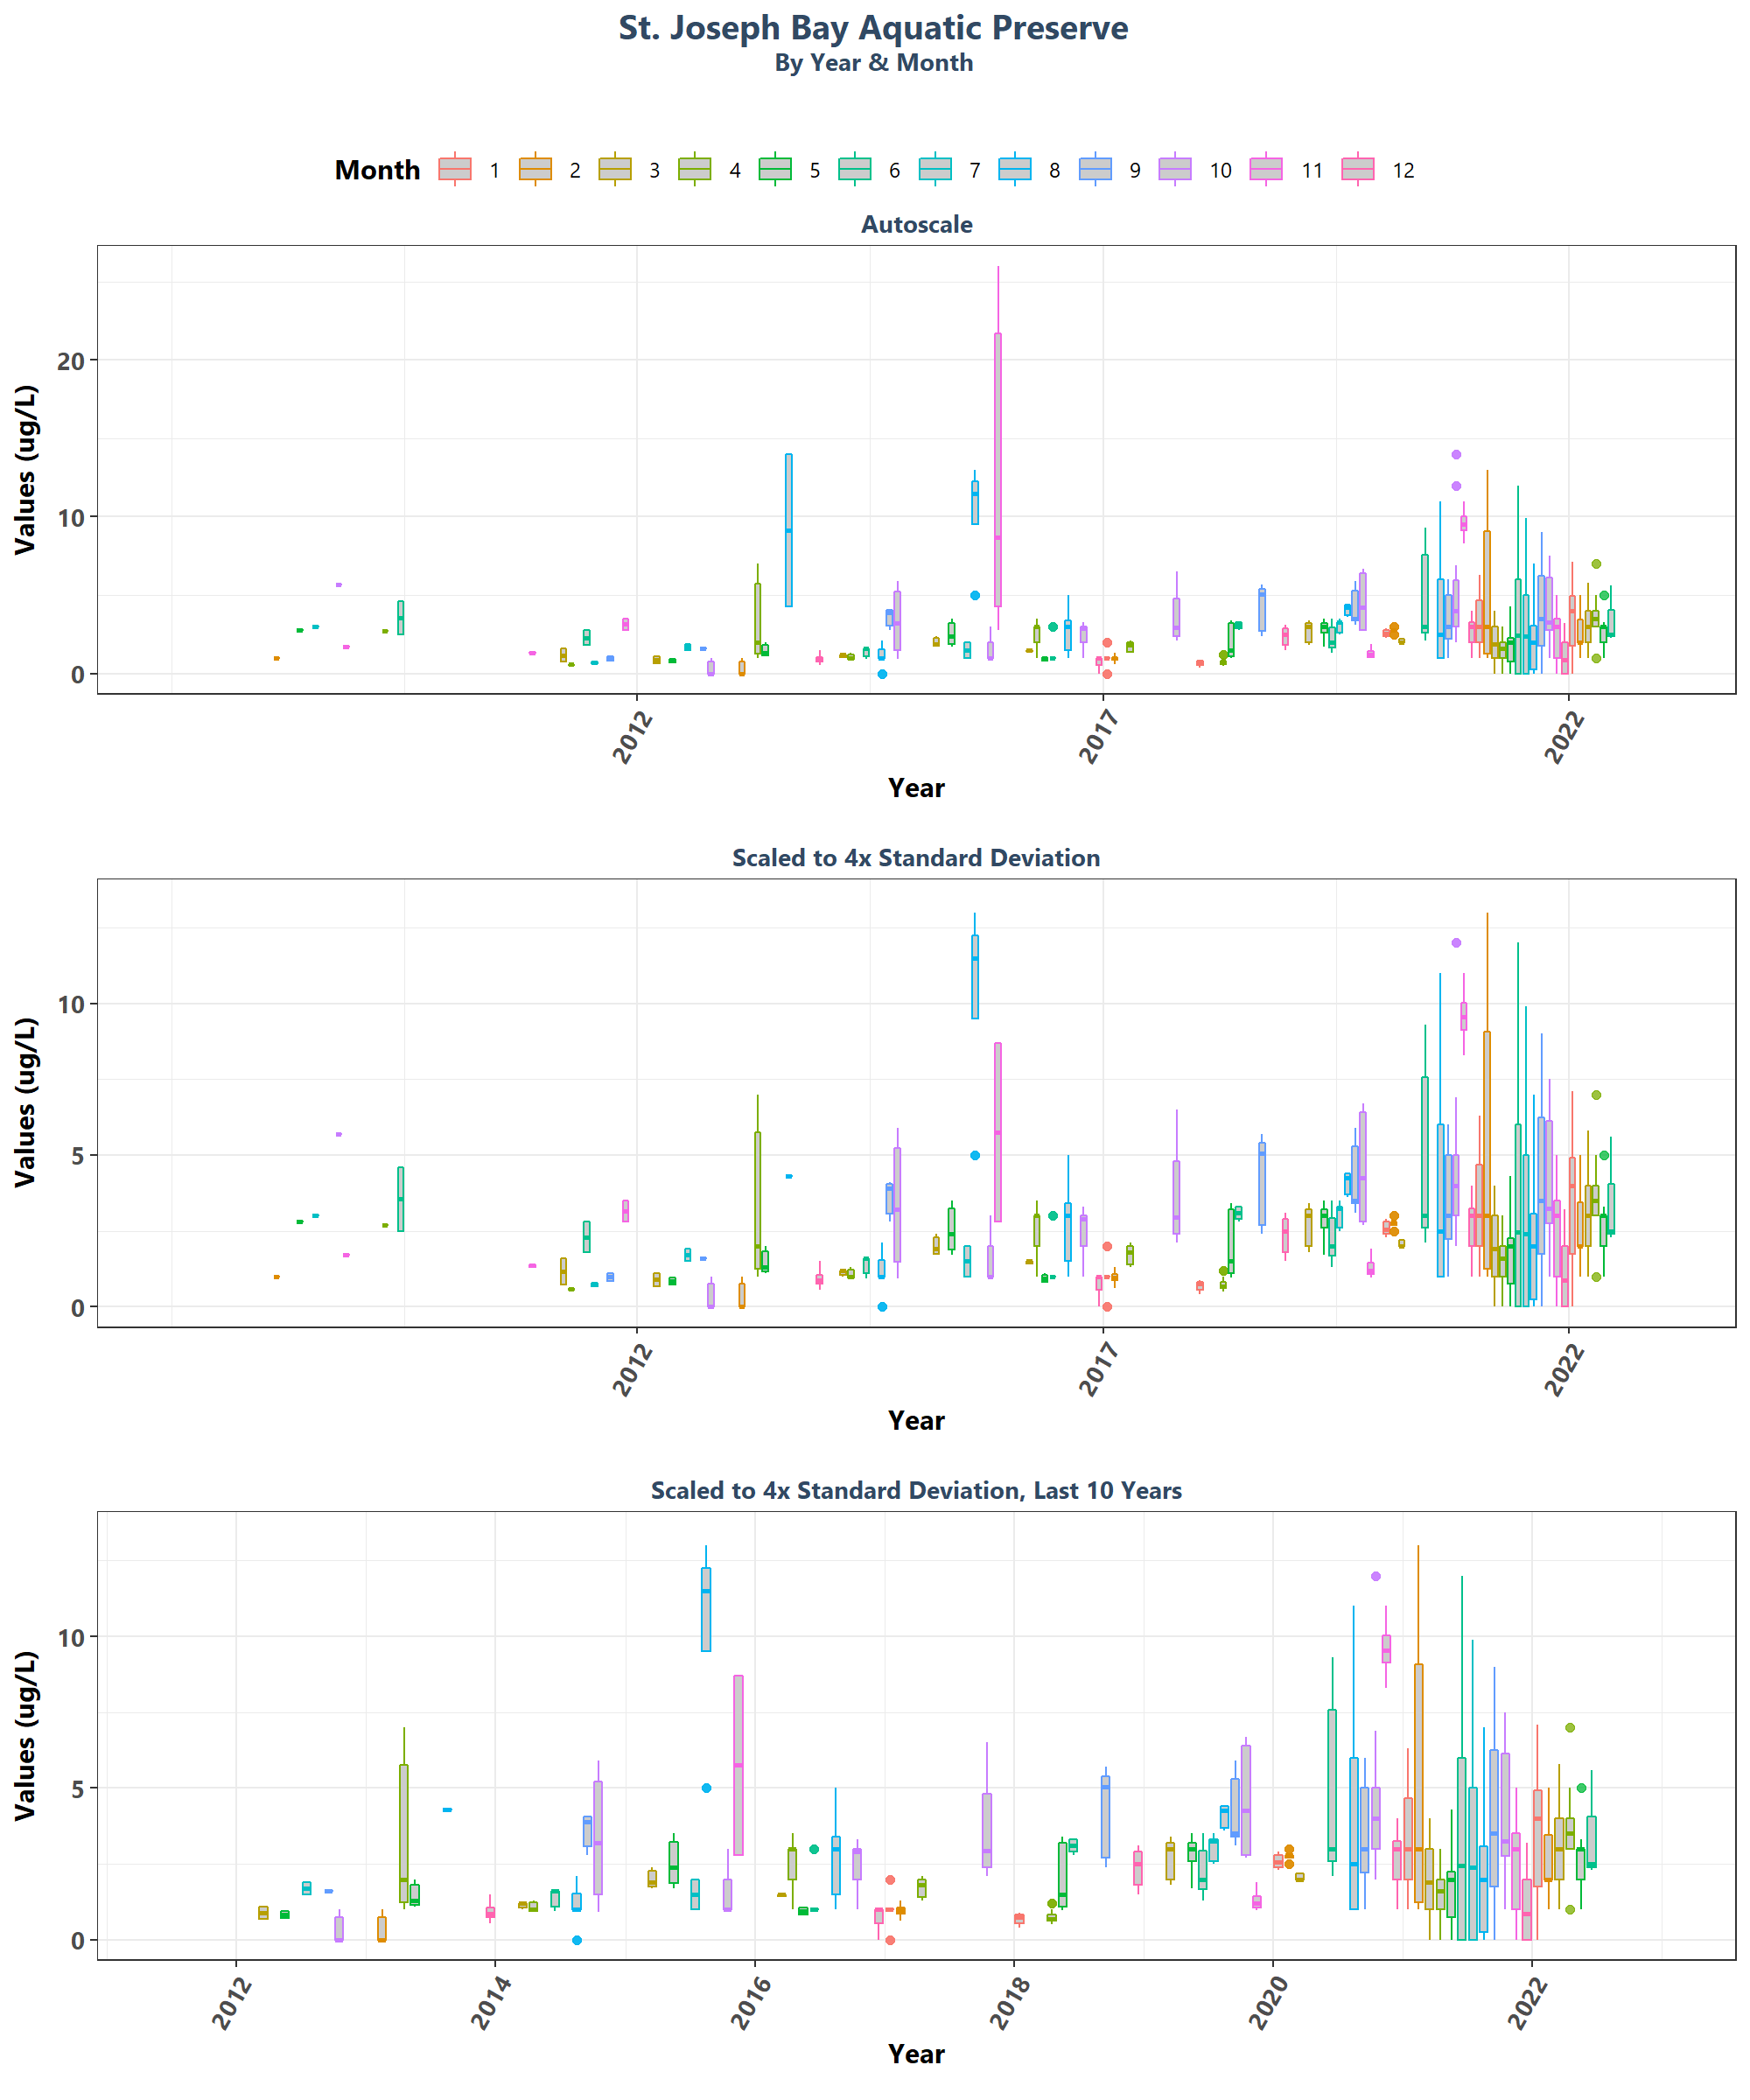 St. Joseph Bay Aquatic Preserve
By Year & Month
Month 1 2 3 4 5 6 7 8 9 10 11 12
Autoscale
Values (ug/L)
20
10
0
2012 2017 2022
Year
Scaled to 4x Standard Deviation
Values (ug/L)
10
5
0
2012 2017 2022
Year
Scaled to 4x Standard Deviation, Last 10 Years
Values (ug/L)
10
5
0
2012 2014 2016 2018 2020 2022
Year